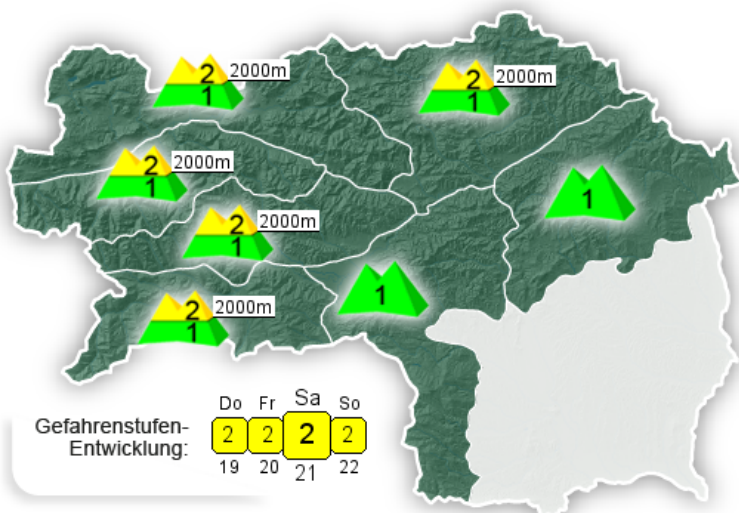 2 2000m
1
2 2000m
1
2 2000m
1
1
2 2000m
1
1
2 2000m
1
Gefahrenstufen-
Entwicklung:
Do Fr Sa So
2 2 2 2
19 20 21 22